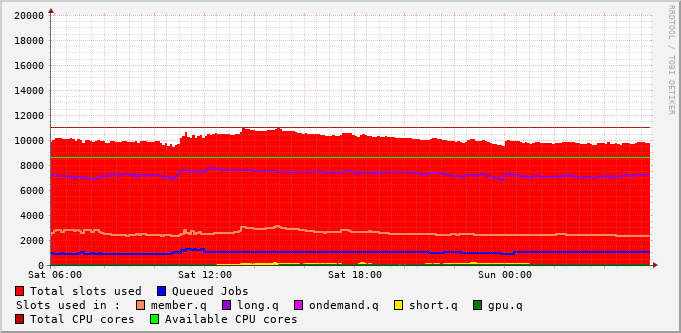 RRDTOOL / TOBI OETIKER
20000
18000
16000
14000
12000
10000
8000
6000
4000
2000
0
Sat 06:00 Sat 12:00 Sat 18:00 Sun 00:00
Total slots used Queued Jobs
Slots used in : member.q long.q ondemand.q short.q gpu.q
Total CPU cores Available CPU cores